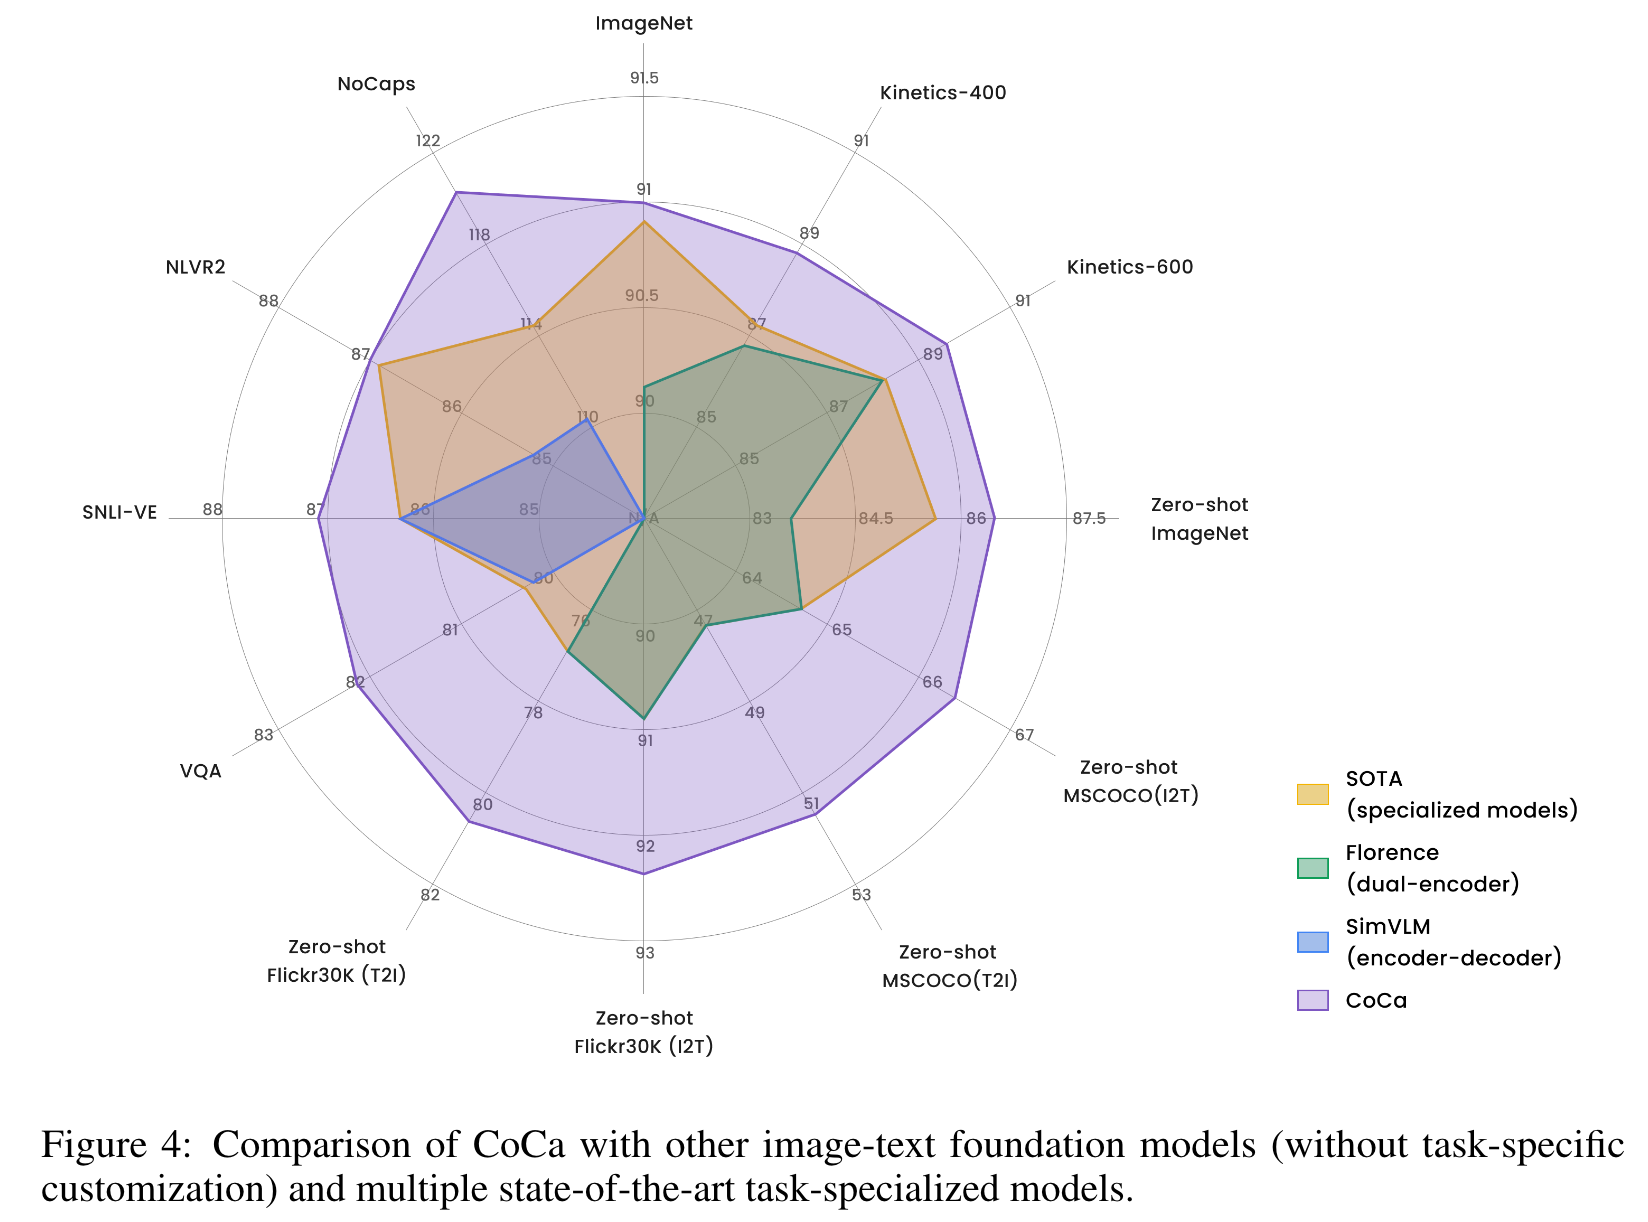 ImageNet
NoCaps
Kinetics-400
91.5
122
91
91
118
89
NLVR2
Kinetics-600
88
90.5
91
114
87
87
89
86
90
87
110
85
85
85
SNLI-VE
88
87
86
85
N/A
83
84.5
86
87.5
Zero-shot
ImageNet
80
64
76
47
81
90
65
82
66
78
49
VQA
83
91
67
Zero-shot
MSCOCO(I2T)
80
51
92
82
53
Zero-shot
Flickr30K (T2I)
93
Zero-shot
MSCOCO(T2I)
Zero-shot
Flickr30K (I2T)
SOTA
(specialized models)
Florence
(dual-encoder)
SimVLM
(encoder-decoder)
CoCa
Figure 4: Comparison of CoCa with other image-text foundation models (without task-specific
customization) and multiple state-of-the-art task-specialized models.